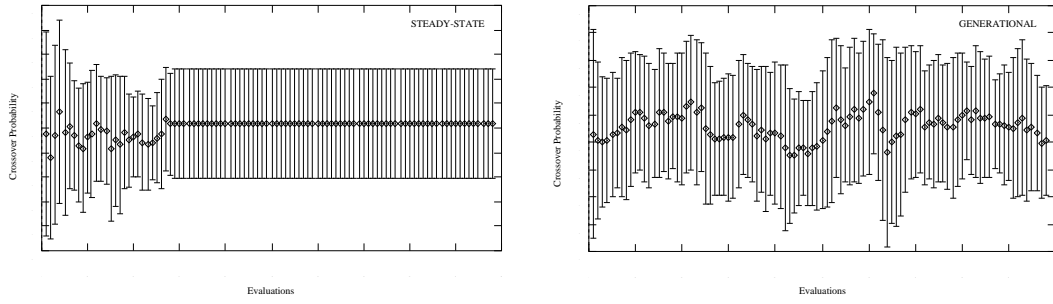 STEADY-STATE
Crossover Probability
Evaluations
GENERATIONAL
Crossover Probability
Evaluations